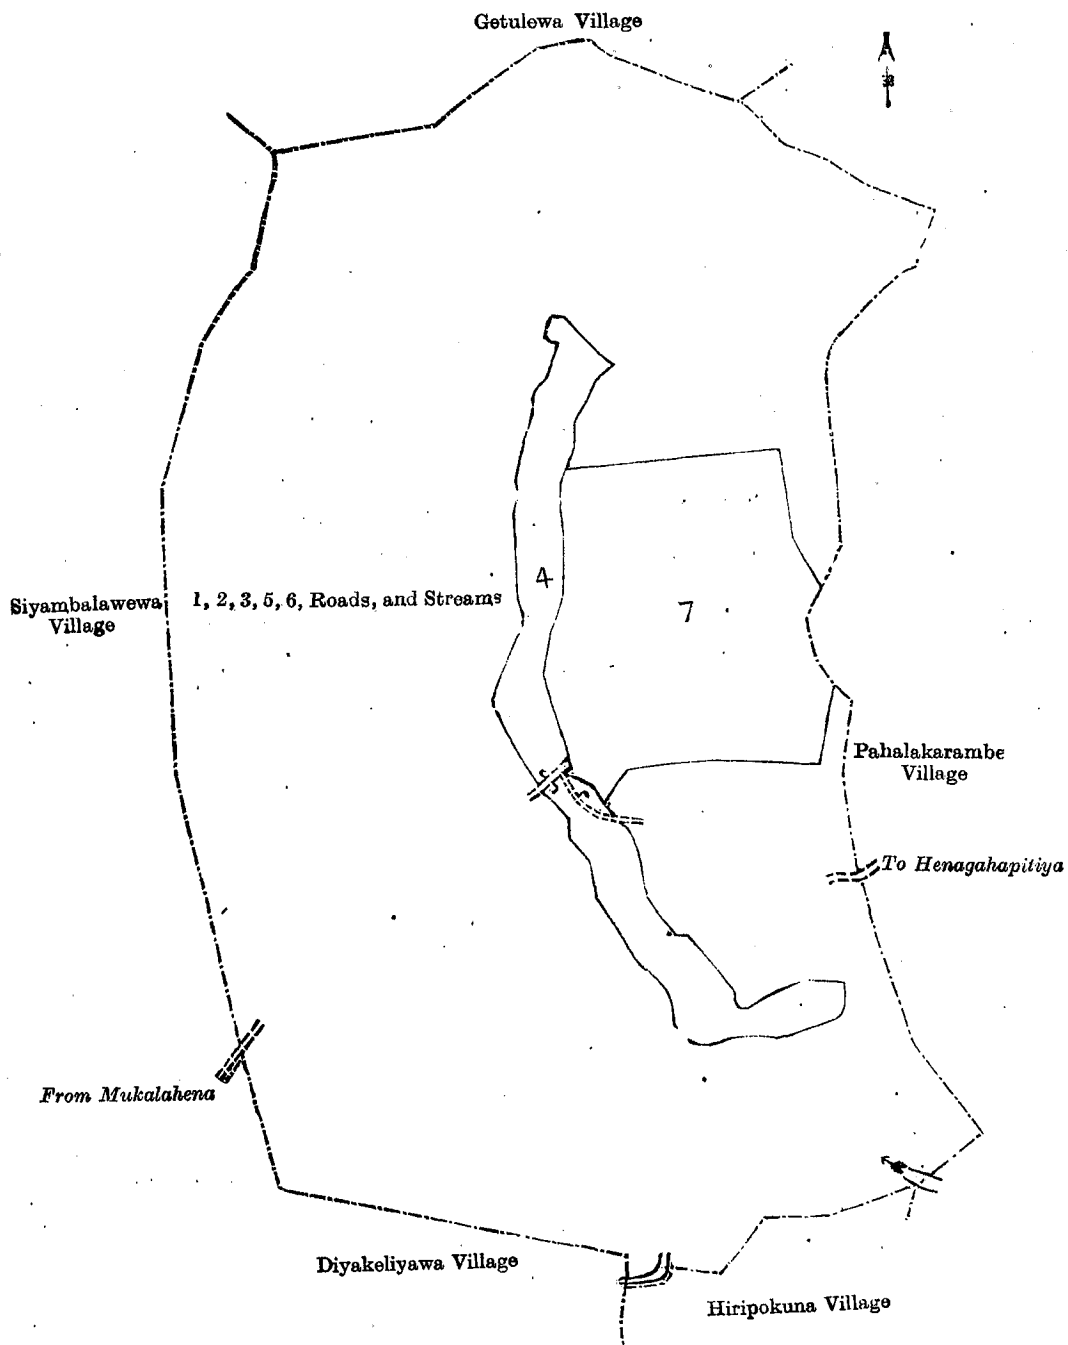 Getulewa Village
Siyambalawewa
Village
1, 2, 3, 5, 6, Roads, and Streams
4
7
Pahalakarambe
Village
To Henagahapitiya
From Mukalahena
Diyakeliyawa Village
Hiripokuna Village